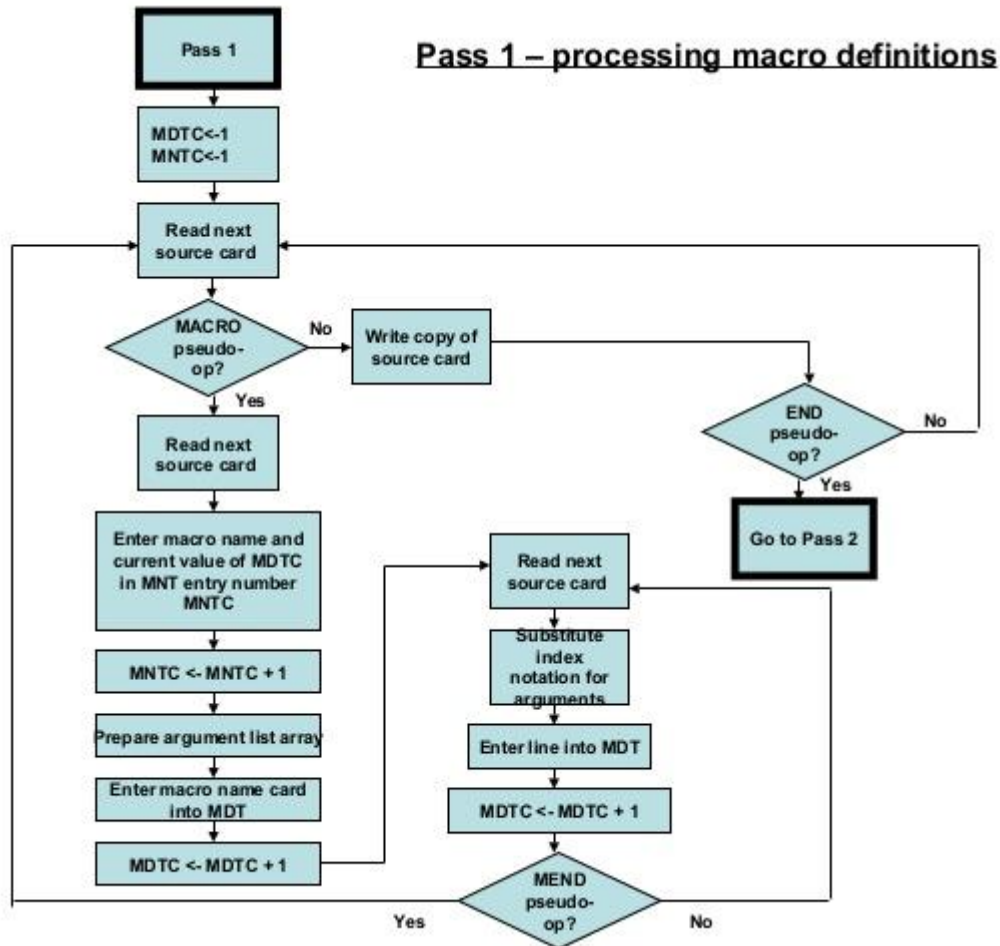 Pass 1
Pass 1 – processing macro definitions
MDTC<-1
MNTC<-1
Read next
source card
MACRO
pseudo-
op?
No
Write copy of
source card
Yes
END
pseudo-
op?
No
Yes
Read next
source card
Go to Pass 2
Enter macro name and
current value of MDTC
in MNT entry number
MNTC
Read next
source card
MNTC <- MNTC + 1
Substitute
index
notation for
arguments
Prepare argument list array
Enter line into MDT
Enter macro name card
into MDT
MDTC <- MDTC + 1
MDTC <- MDTC + 1
MEND
pseudo-
op?
Yes
No